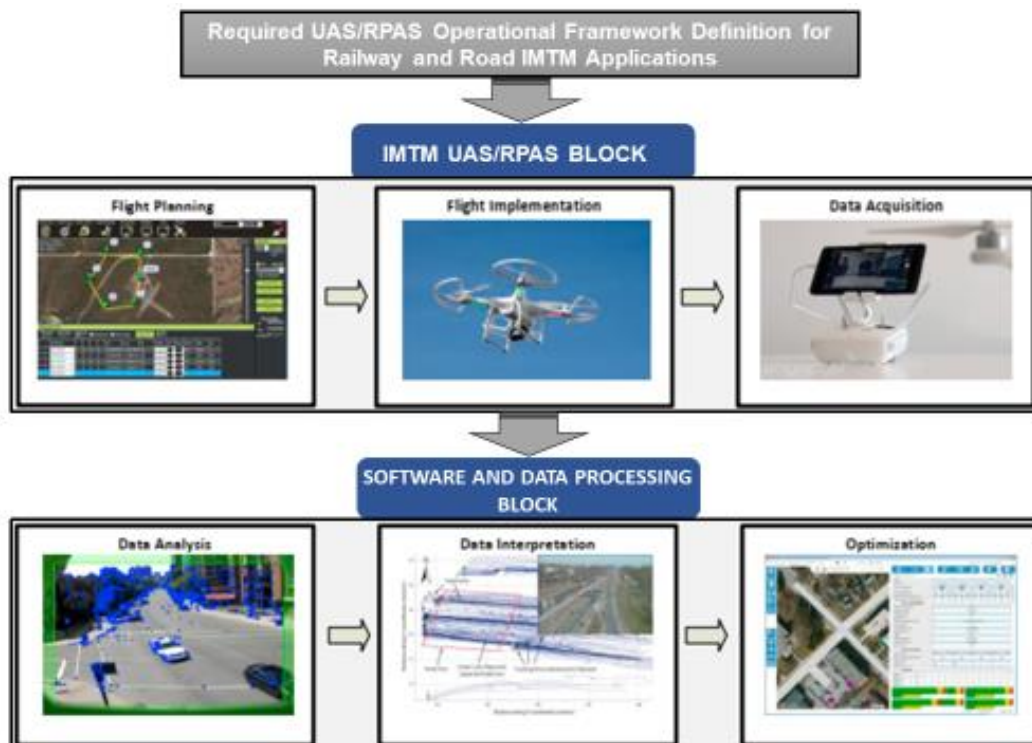 Required UAS/RPAS Operational Framework Definition for
Railway and Road IMTM Applications
IMTM UAS/RPAS BLOCK
Flight Planning
Flight Implementation
Data Acquisition
SOFTWARE AND DATA PROCESSING
BLOCK
Data Analysis
Data Interpretation
Optimization